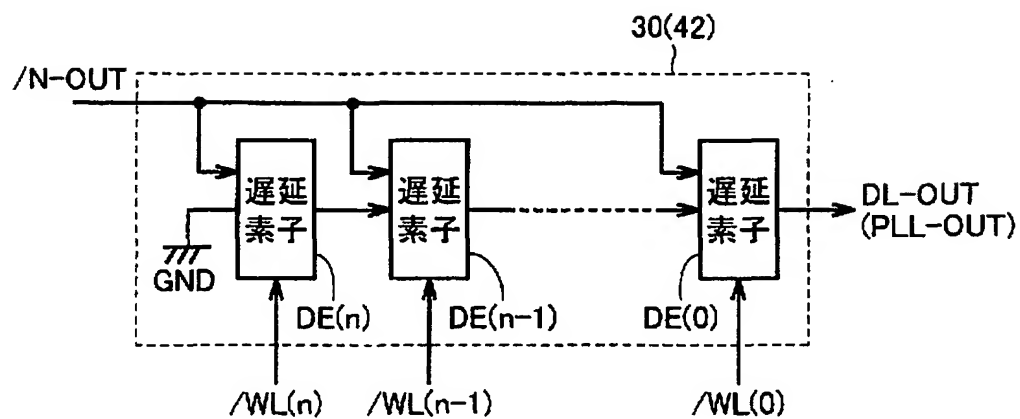 30(42)
/N-OUT
遅延
素子
遅延
素子
遅延
素子
DL-OUT
(PLL-OUT)
GND
DE(n)
DE(n-1)
DE(0)
/WL(n)
/WL(n-1)
/WL(0)